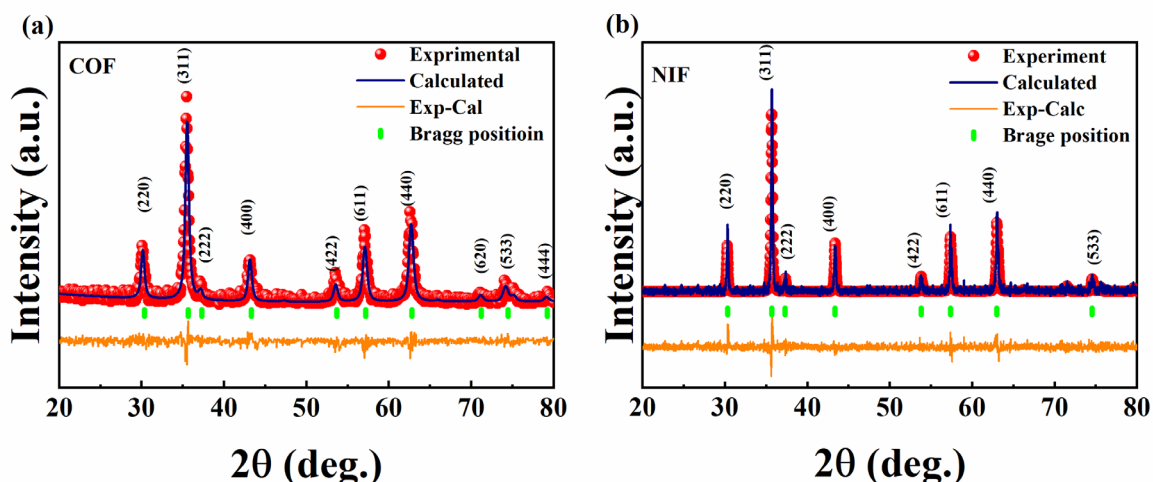 (a)
COF
Exprimental
Calculated
Exp-Cal
Bragg positioin
(220)
(311)
(222)
(400)
(422)
(611)
(440)
(620)
(533)
(444)
Intensity (a.u.)
20 30 40 50 60 70 80
2θ (deg.)
(b)
NIF
Experiment
Calculated
Exp-Calc
Brage position
(220)
(311)
(222)
(400)
(422)
(611)
(440)
(533)
Intensity (a.u.)
20 30 40 50 60 70 80
2θ (deg.)